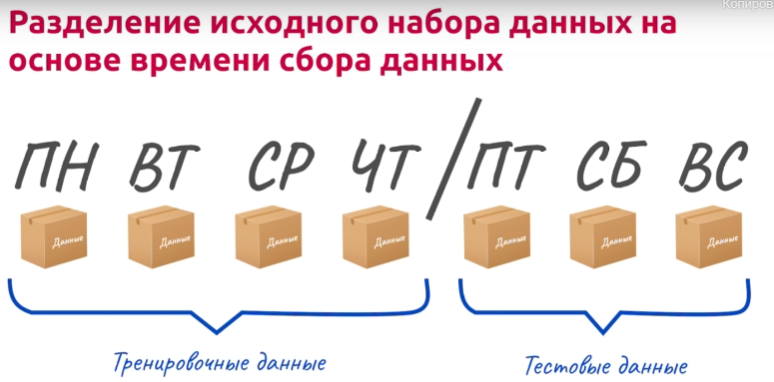 Копиров
Разделение исходного набора данных на
основе времени сбора данных
ПН ВТ СР ЧТ / ПТ СБ ВС
Данные Данные Данные Данные Данные Данные Данные
Тренировочные данные Тестовые данные